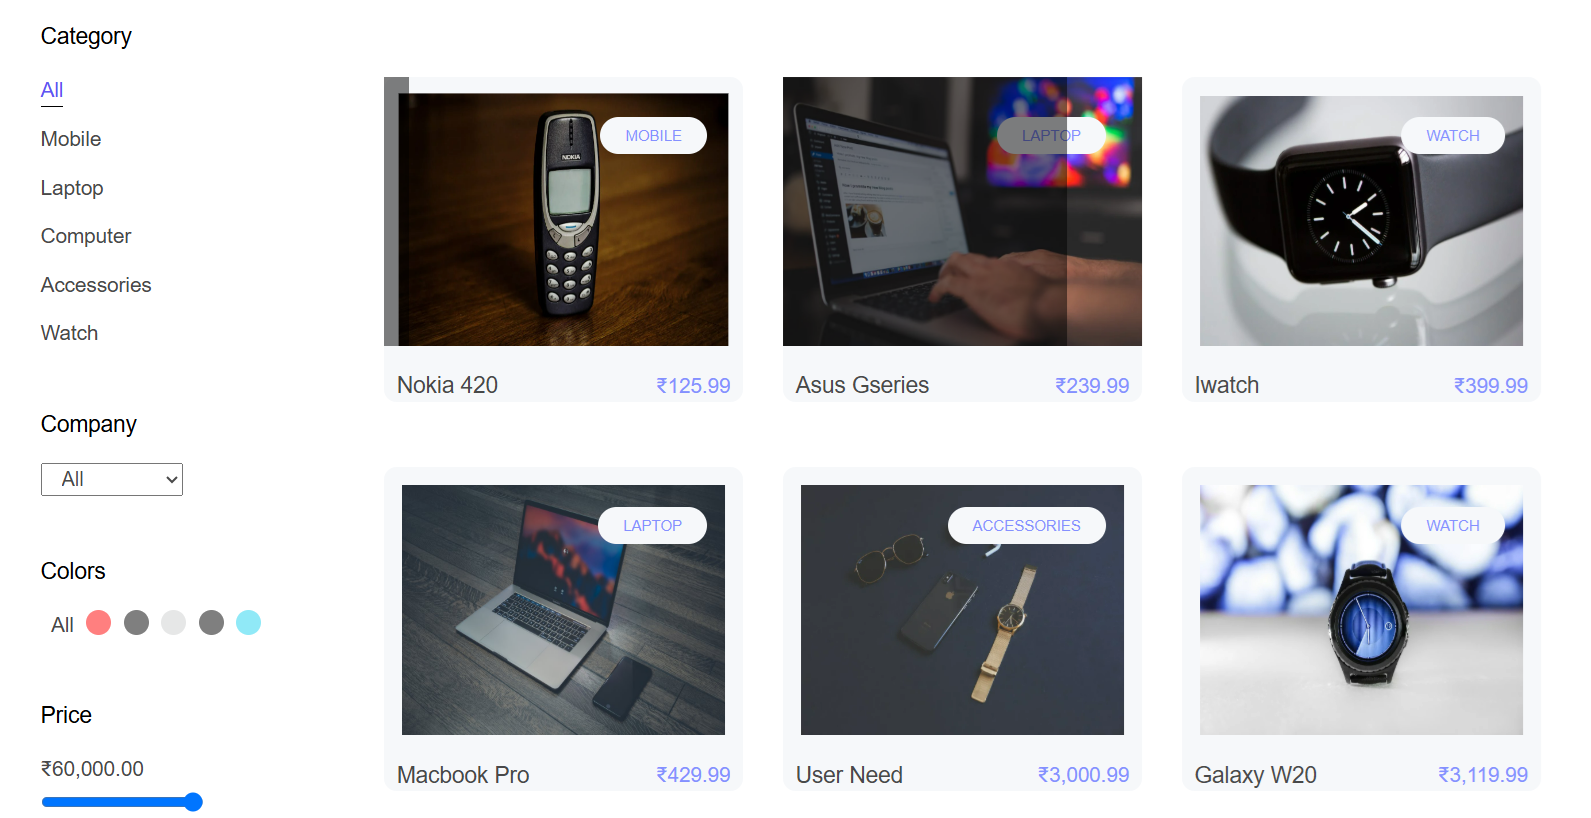 Category
All
Mobile
Laptop
Computer
Accessories
Watch
Company
All
Colors
All
Price
₹60,000.00
MOBILE
NOKIA
Nokia 420
₹125.99
LAPTOP
Asus Gseries
₹239.99
WATCH
Iwatch
₹399.99
LAPTOP
Macbook Pro
₹429.99
ACCESSORIES
User Need
₹3,000.99
WATCH
Galaxy W20
₹3,119.99